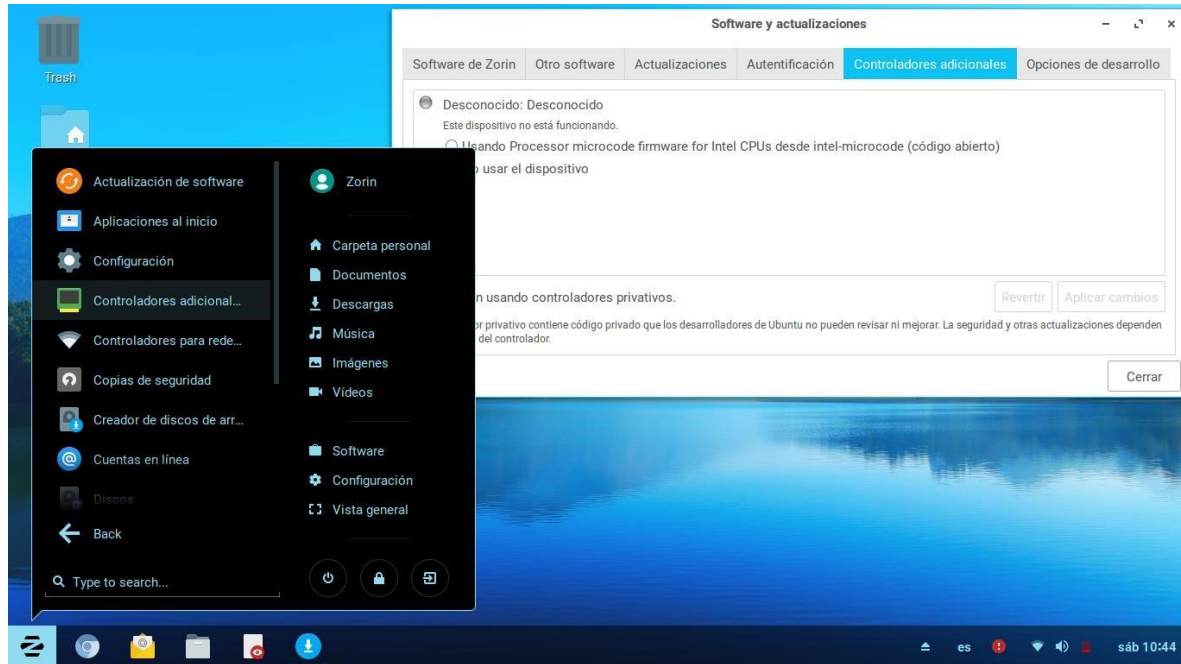 Trash
Software y actualizaciones
Software de Zorin
Otro software
Actualizaciones
Autentificación
Controladores adicionales
Opciones de desarrollo
Desconocido: Desconocido
Este dispositivo no está funcionando.
Usando Processor microcode firmware for Intel CPUs desde intel-microcode (código abierto)
usar el dispositivo
usando controladores privativos.
Revertir
Aplicar cambios
privativo contiene código privado que los desarrolladores de Ubuntu no pueden revisar ni mejorar. La seguridad y otras actualizaciones dependen
del controlador.
Cerrar
Actualización de software
Aplicaciones al inicio
Configuración
Controladores adicional...
Controladores para rede...
Copias de seguridad
Creador de discos de arr...
Cuentas en línea
Discos
Back
Type to search...
Zorin
Carpeta personal
Documentos
Descargas
Música
Imágenes
Vídeos
Software
Configuración
Vista general
es
sáb 10:44